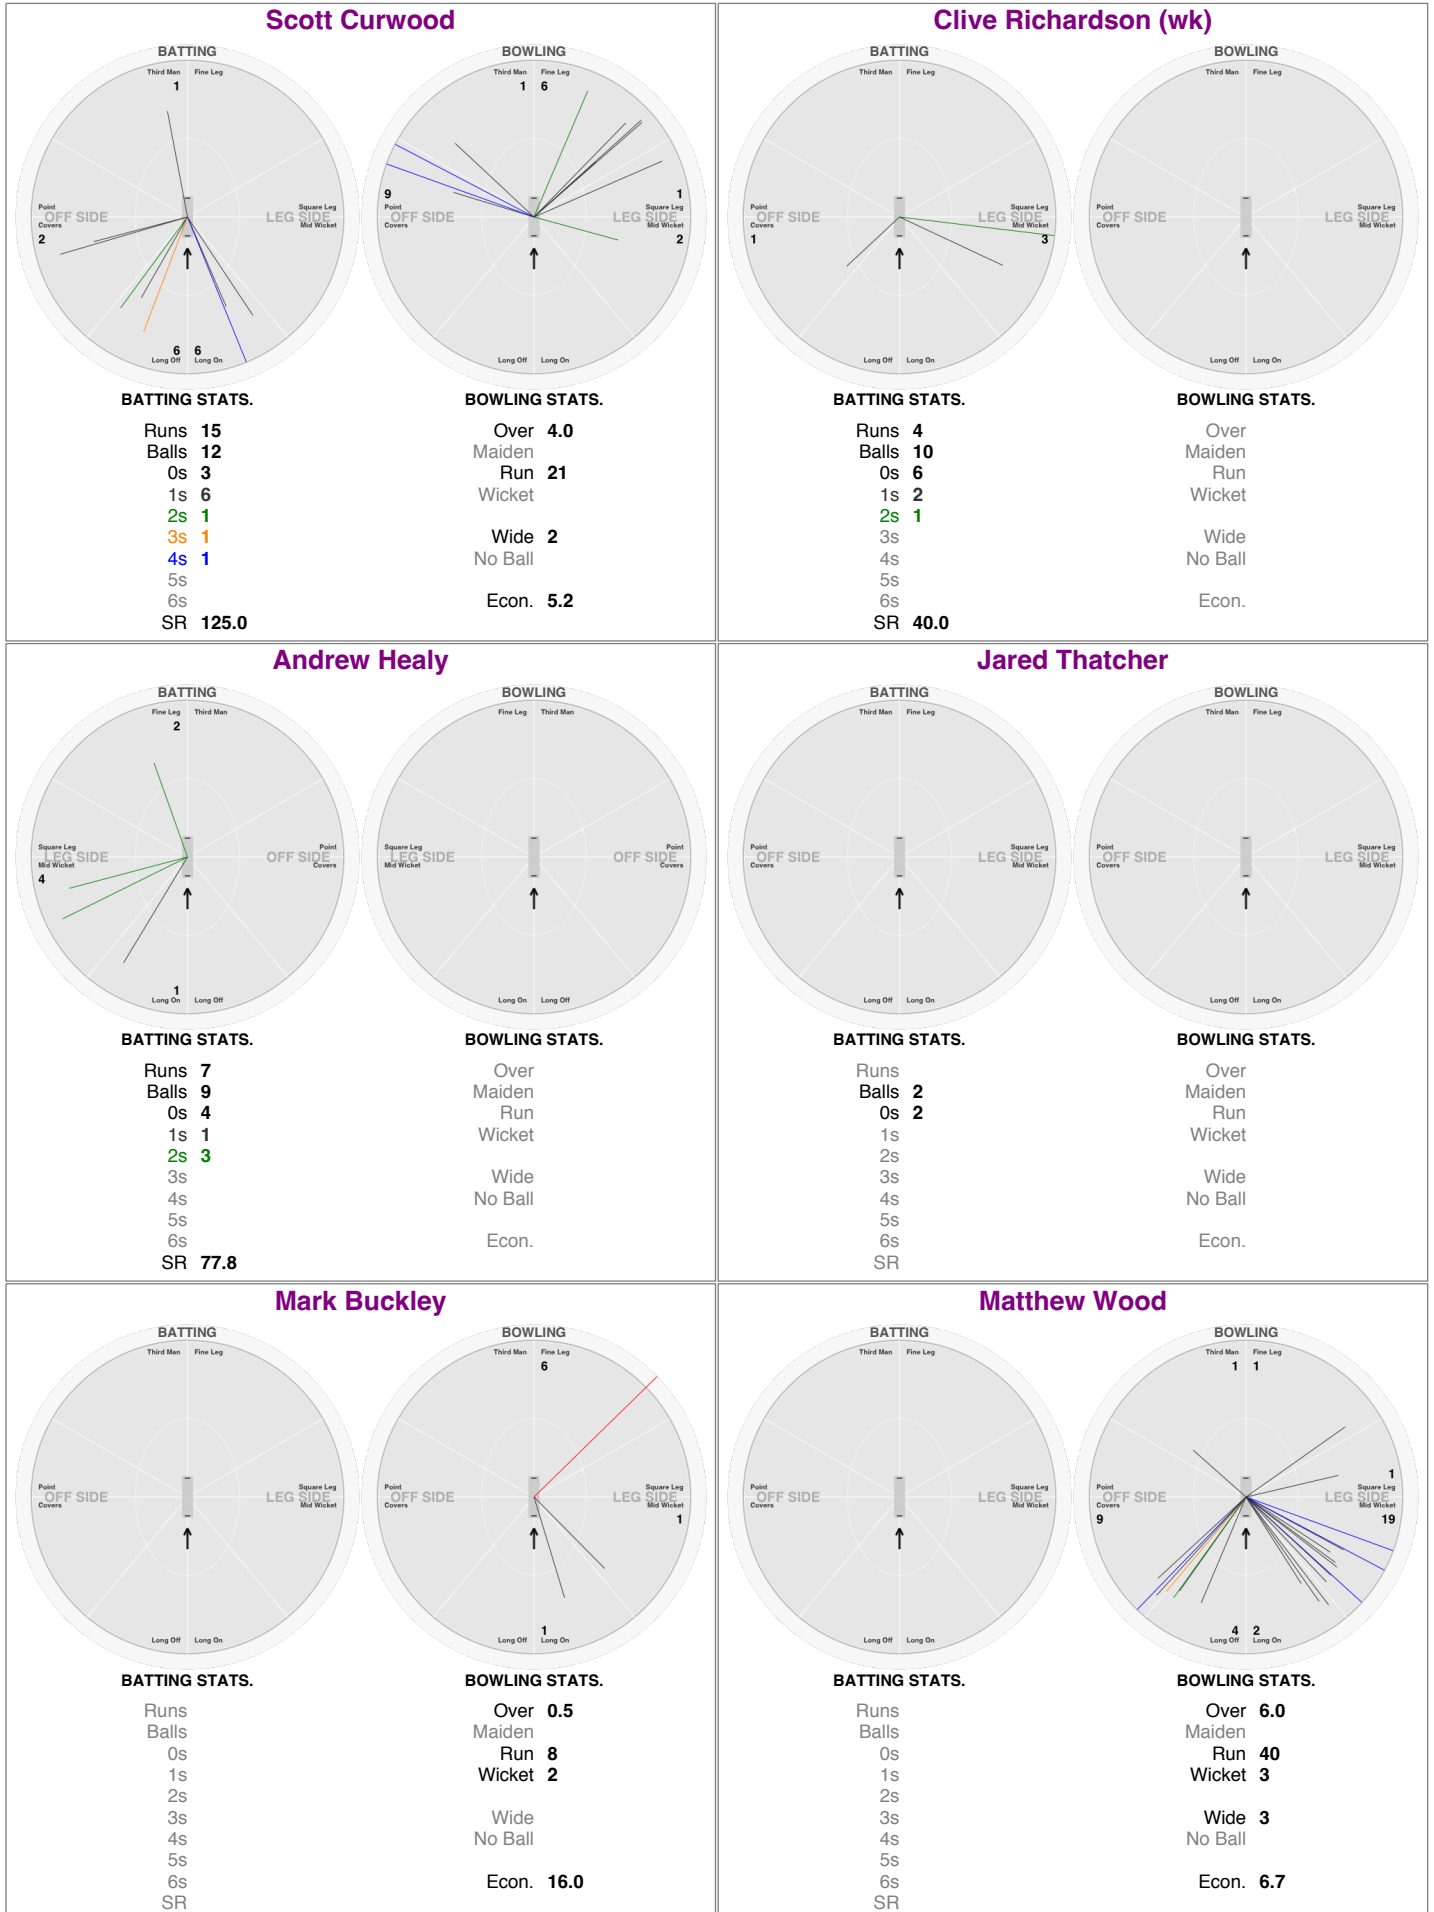 Scott Curwood
BATTING
Third Man Fine Leg
1
Point Square Leg
OFF SIDE LEG SIDE
Covers Mid Wicket
2
6 6
Long Off Long On
BOWLING
Third Man Fine Leg
1 6
9 1
Point Square Leg
OFF SIDE LEG SIDE
Covers Mid Wicket
2
Long Off Long On
BATTING STATS.
Runs 15
Balls 12
0s 3
1s 6
2s 1
3s 1
4s 1
5s
6s
SR 125.0
BOWLING STATS.
Over 4.0
Maiden
Run 21
Wicket
Wide 2
No Ball
Econ. 5.2
Clive Richardson (wk)
BATTING
Third Man Fine Leg
Point Square Leg
OFF SIDE LEG SIDE
Covers Mid Wicket
1 3
Long Off Long On
BOWLING
Third Man Fine Leg
Point Square Leg
OFF SIDE LEG SIDE
Covers Mid Wicket
Long Off Long On
BATTING STATS.
Runs 4
Balls 10
0s 6
1s 2
2s 1
3s
4s
5s
6s
SR 40.0
BOWLING STATS.
Over
Maiden
Run
Wicket
Wide
No Ball
Econ.
Andrew Healy
BATTING
Fine Leg Third Man
2
Square Leg Point
LEG SIDE OFF SIDE
Mid Wicket Covers
4
1
Long On Long Off
BOWLING
Fine Leg Third Man
Square Leg Point
LEG SIDE OFF SIDE
Mid Wicket Covers
Long On Long Off
BATTING STATS.
Runs 7
Balls 9
0s 4
1s 1
2s 3
3s
4s
5s
6s
SR 77.8
BOWLING STATS.
Over
Maiden
Run
Wicket
Wide
No Ball
Econ.
Jared Thatcher
BATTING
Third Man Fine Leg
Point Square Leg
OFF SIDE LEG SIDE
Covers Mid Wicket
Long Off Long On
BOWLING
Third Man Fine Leg
Point Square Leg
OFF SIDE LEG SIDE
Covers Mid Wicket
Long Off Long On
BATTING STATS.
Runs
Balls 2
0s 2
1s
2s
3s
4s
5s
6s
SR
BOWLING STATS.
Over
Maiden
Run
Wicket
Wide
No Ball
Econ.
Mark Buckley
BATTING
Third Man Fine Leg
Point Square Leg
OFF SIDE LEG SIDE
Covers Mid Wicket
Long Off Long On
BOWLING
Third Man Fine Leg
6
Point Square Leg
OFF SIDE LEG SIDE
Covers Mid Wicket
1
1
Long Off Long On
BATTING STATS.
Runs
Balls
0s
1s
2s
3s
4s
5s
6s
SR
BOWLING STATS.
Over 0.5
Maiden
Run 8
Wicket 2
Wide
No Ball
Econ. 16.0
Matthew Wood
BATTING
Third Man Fine Leg
Point Square Leg
OFF SIDE LEG SIDE
Covers Mid Wicket
Long Off Long On
BOWLING
Third Man Fine Leg
1 1
1
Point Square Leg
OFF SIDE LEG SIDE
Covers Mid Wicket
9 19
4 2
Long Off Long On
BATTING STATS.
Runs
Balls
0s
1s
2s
3s
4s
5s
6s
SR
BOWLING STATS.
Over 6.0
Maiden
Run 40
Wicket 3
Wide 3
No Ball
Econ. 6.7